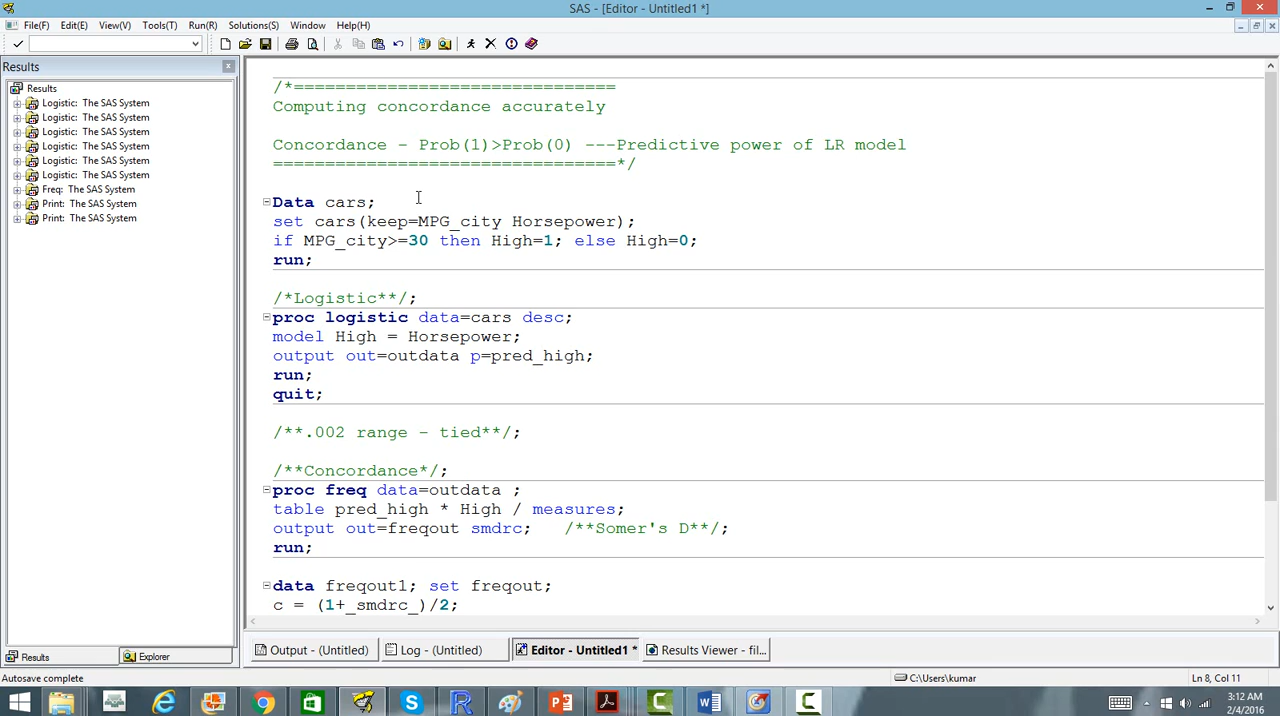 SAS - [Editor - Untitled1 *]
File(F) Edit(E) View(V) Tools(T) Run(R) Solutions(S) Window Help(H)
Results
Results
Logistic: The SAS System
Logistic: The SAS System
Logistic: The SAS System
Logistic: The SAS System
Logistic: The SAS System
Logistic: The SAS System
Freq: The SAS System
Print: The SAS System
Print: The SAS System
/*===============================
Computing concordance accurately
Concordance - Prob(1)>Prob(0) ---Predictive power of LR model
=================================*/
Data cars;
set cars(keep=MPG_city Horsepower);
if MPG_city>=30 then High=1; else High=0;
run;
/*Logistic**/;
proc logistic data=cars desc;
model High = Horsepower;
output out=outdata p=pred_high;
run;
quit;
/**.002 range - tied**/;
/**Concordance*/;
proc freq data=outdata ;
table pred_high * High / measures;
output out=freqout smdrc; /**Somer's D**/;
run;
data freqout1; set freqout;
c = (1+_smdrc_)/2;
Results Explorer
Output - (Untitled) Log - (Untitled) Editor - Untitled1 * Results Viewer - fil...
Autosave complete C:\Users\kumar Ln 8, Col 11
3:12 AM
2/4/2016